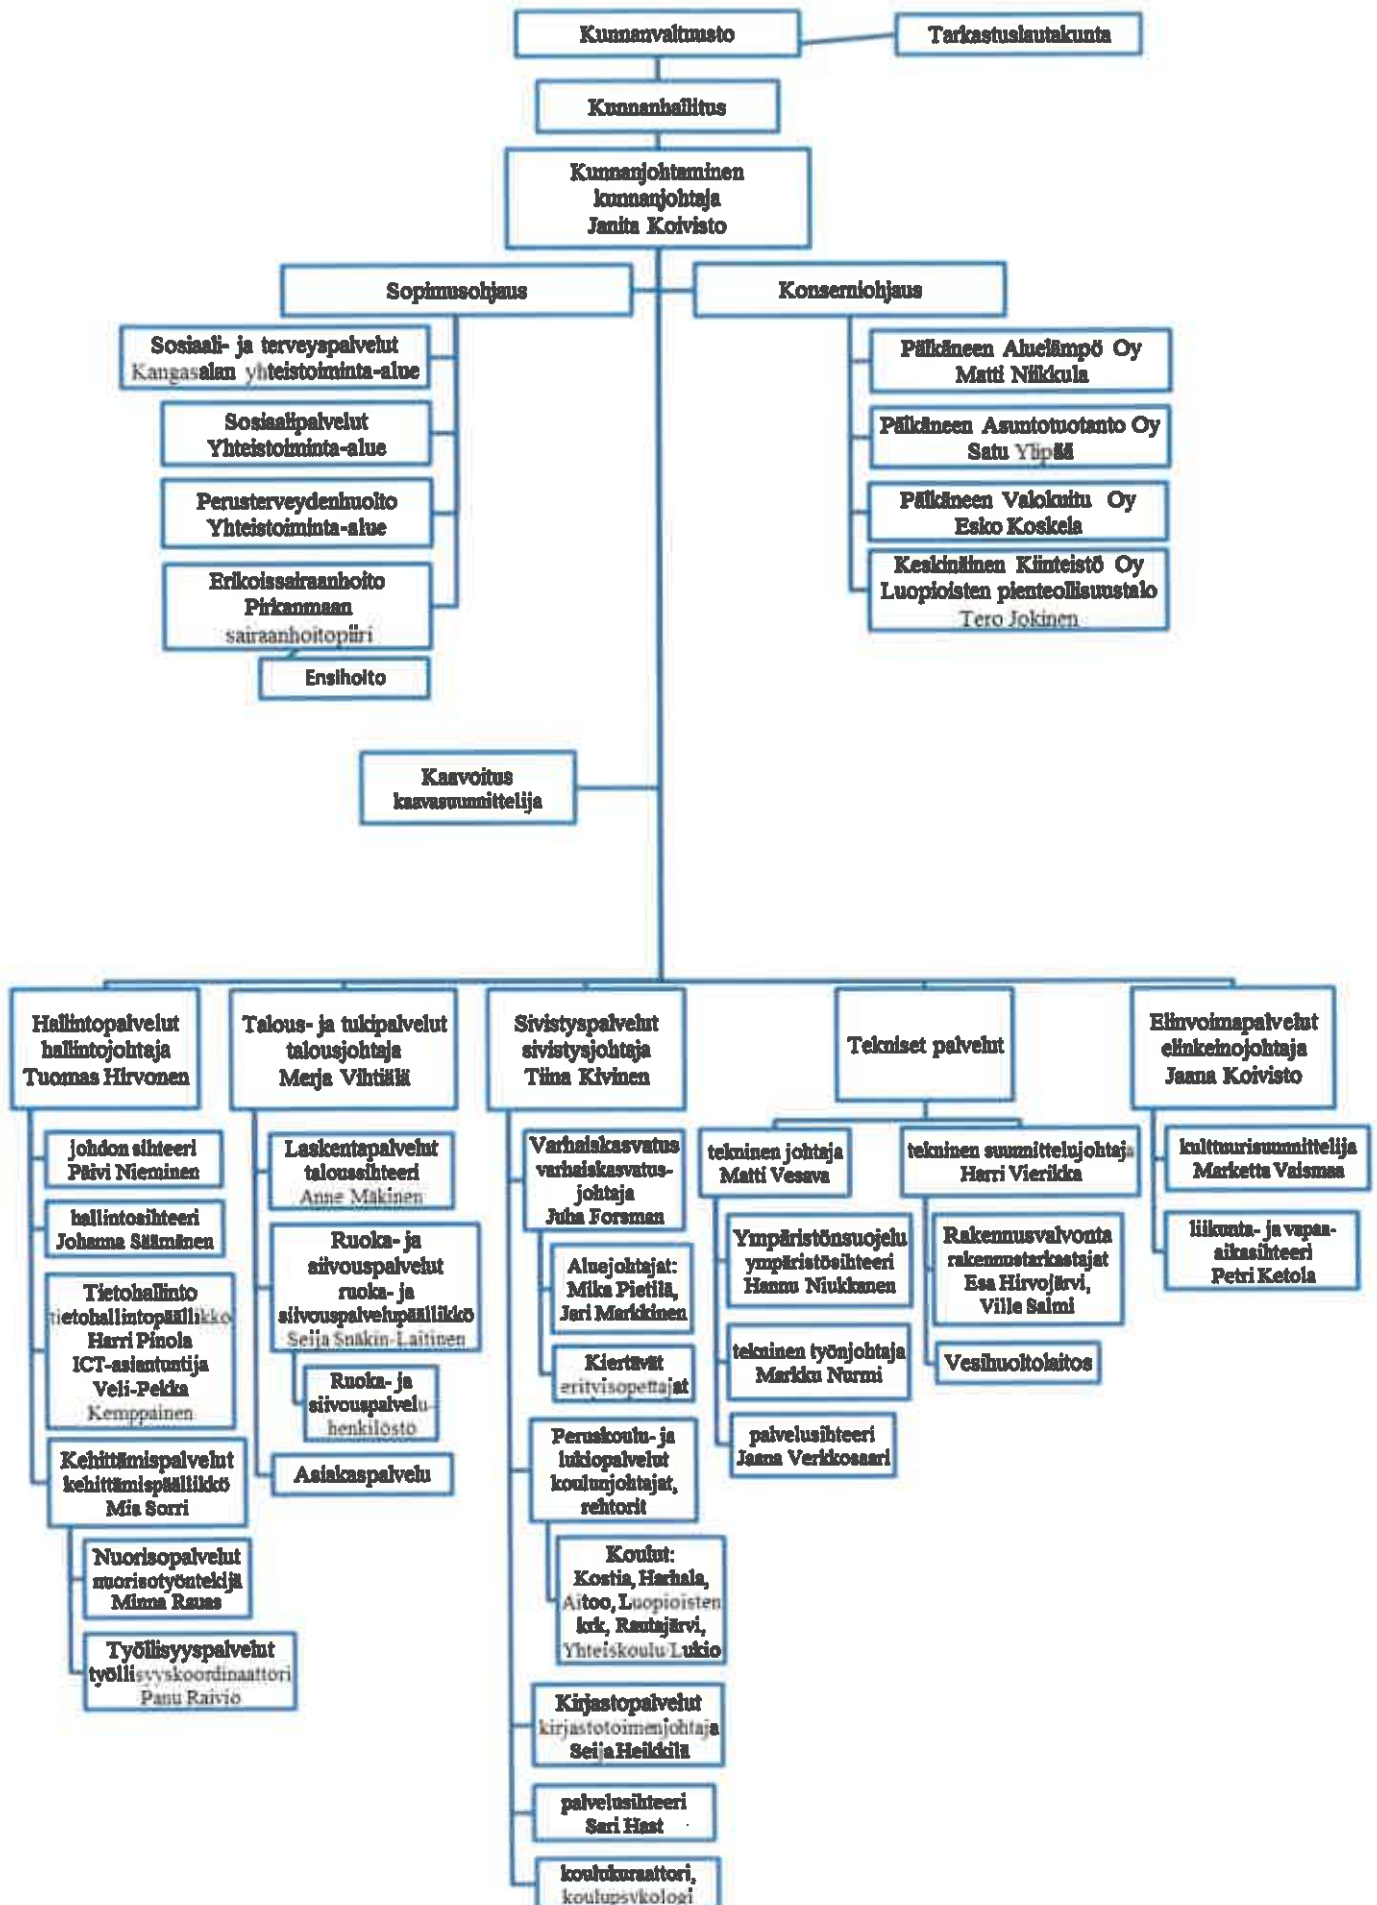 Kunnanvaltuusto
Tarkastuslautakunta
Kunnanhallitus
Kunnanjohtaminen
kunnanjohtaja
Janita Koivisto
Sopimusohjaus
Konserniohjaus
Sosiaali- ja terveyspalvelut
Kangasalan yhteistoiminta-alue
Sosiaalipalvelut
Yhteistoiminta-alue
Perusterveydenhuolto
Yhteistoiminta-alue
Erikoissairaanhoito
Pirkanmaan
sairaanhoitopiiri
Ensihoito
Pälkäneen Aluelämpö Oy
Matti Niikkula
Pälkäneen Asuntotuotanto Oy
Satu Ylipää
Pälkäneen Valokuitu Oy
Esko Koskela
Keskinäinen Kiinteistö Oy
Luopioisten pienteollisuustalo
Tero Jokinen
Kaavoitus
kaavasuunnittelija
Hallintopalvelut
hallintojohtaja
Tuomas Hirvonen
johdon sihteeri
Päivi Nieminen
hallintosihteeri
Johanna Säämänen
Tietohallinto
tietohallintopäällikkö
Harri Pinola
ICT-asiantuntija
Veli-Pekka
Kemppainen
Kehittämispalvelut
kehittämispäällikkö
Mia Sorri
Nuorisopalvelut
nuorisotyöntekijä
Minna Rauas
Työllisyyspalvelut
työllisyyskoordinaattori
Panu Raivio
Talous- ja tukipalvelut
talousjohtaja
Merja Vihtiälä
Laskentapalvelut
taloussihteeri
Anne Mäkinen
Ruoka- ja
siivouspalvelut
ruoka- ja
siivouspalvelupäällikkö
Seija Snäkin-Laitinen
Ruoka- ja
siivouspalvelu-
henkilöstö
Asiakaspalvelu
Sivistyspalvelut
sivistysjohtaja
Tiina Kivinen
Varhaiskasvatus
varhaiskasvatus-
johtaja
Juha Forsman
Aluejohtajat:
Mika Pietilä,
Jari Markkinen
Kiertävät
erityisopettajat
Peruskoulu- ja
lukiopalvelut
koulunjohtajat,
rehtorit
Koulut:
Kostia, Harhala,
Aitoo, Luopioisten
krk, Rautajärvi,
Yhteiskoulu/Lukio
Kirjastopalvelut
kirjastotoimenjohtaja
Seija Heikkilä
palvelusihteeri
Sari Hast
koulukuraattori,
koulupsykologi
Tekniset palvelut
tekninen johtaja
Matti Vesava
Ympäristönsuojelu
ympäristösihteeri
Hannu Niukkanen
tekninen työnjohtaja
Markku Nurmi
palvelusihteeri
Jaana Verkkosaari
tekninen suunnittelujohtaja
Harri Vierikka
Rakennusvalvonta
rakennustarkastajat
Esa Hirvojärvi,
Ville Salmi
Vesihuoltolaitos
Elinvoimapalvelut
elinkeinojohtaja
Jaana Koivisto
kulttuurisuunnittelija
Marketta Vaismaa
liikunta- ja vapaa-
aikasihteeri
Petri Ketola